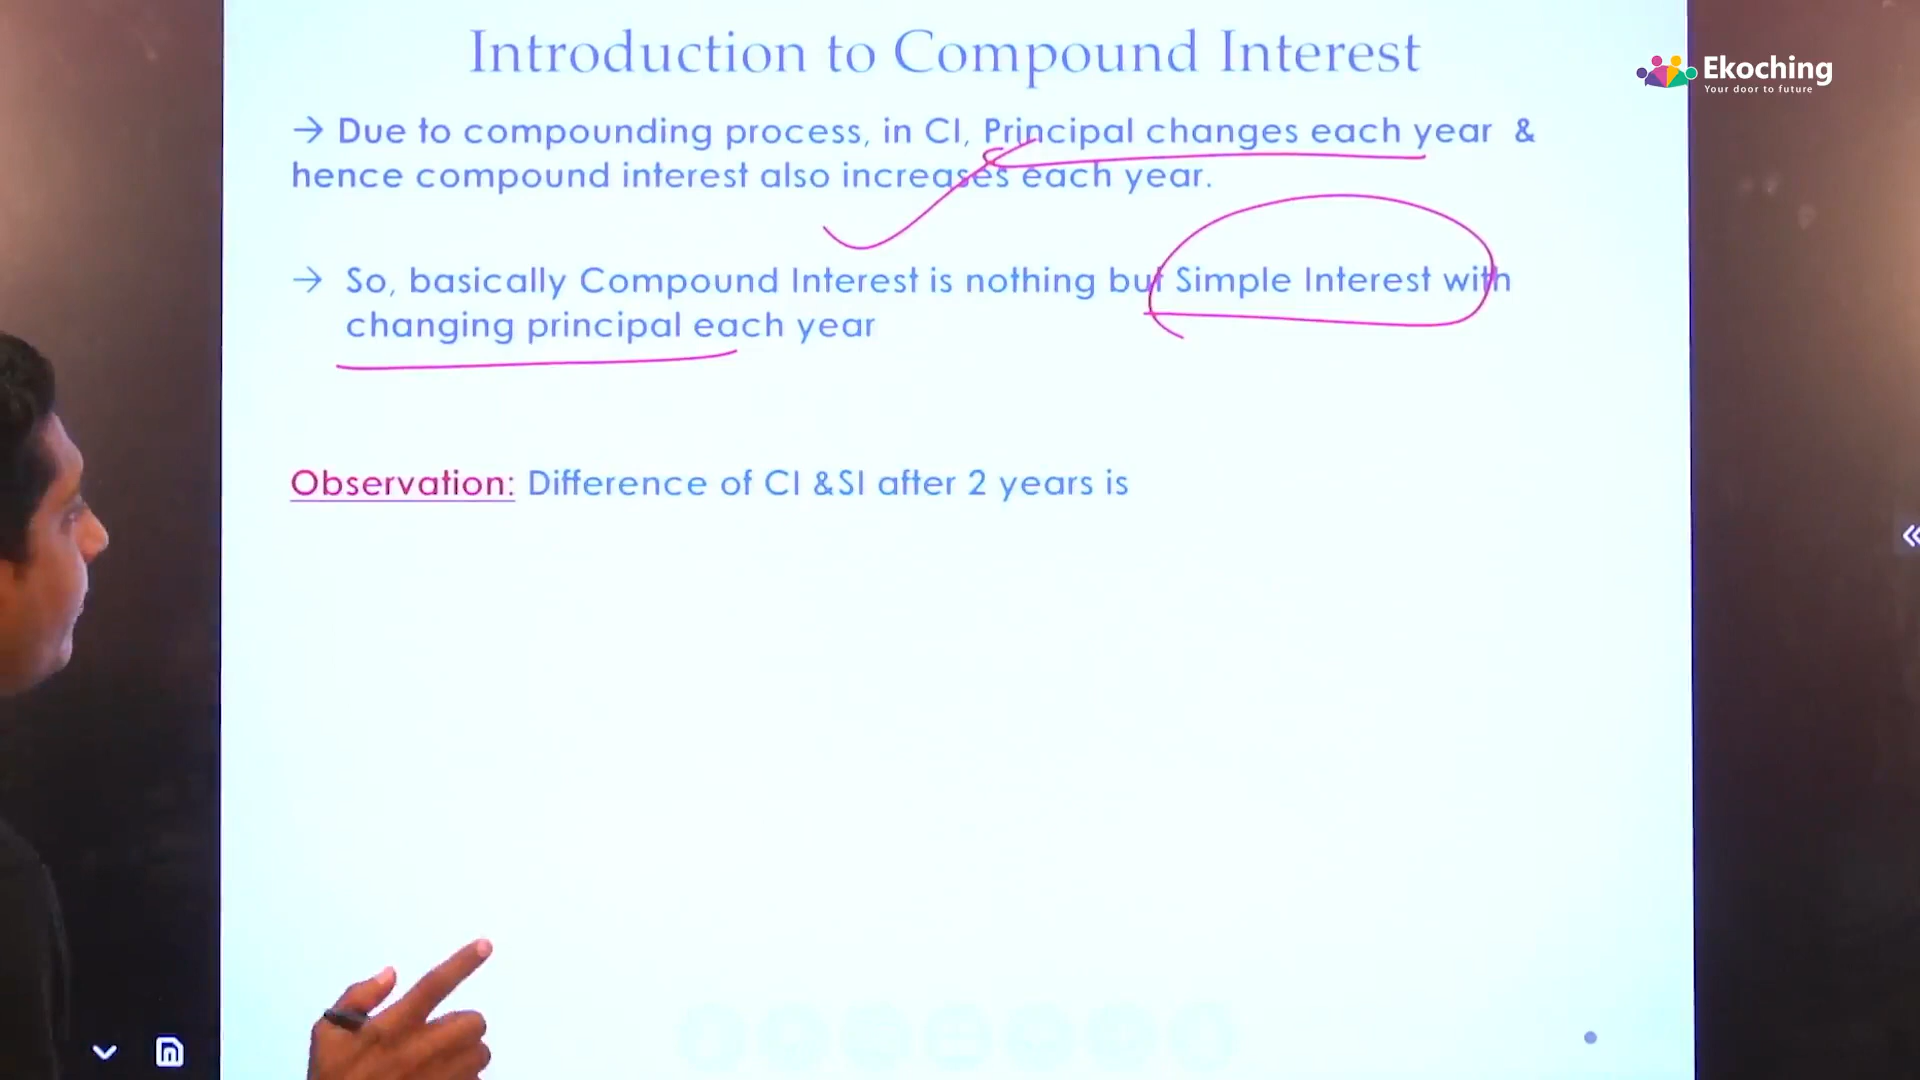 Introduction to Compound Interest
Ekoching
Your door to future
→ Due to compounding process, in CI, Principal changes each year &
hence compound interest also increases each year.
→ So, basically Compound Interest is nothing but Simple Interest with
changing principal each year
Observation: Difference of CI &SI after 2 years is